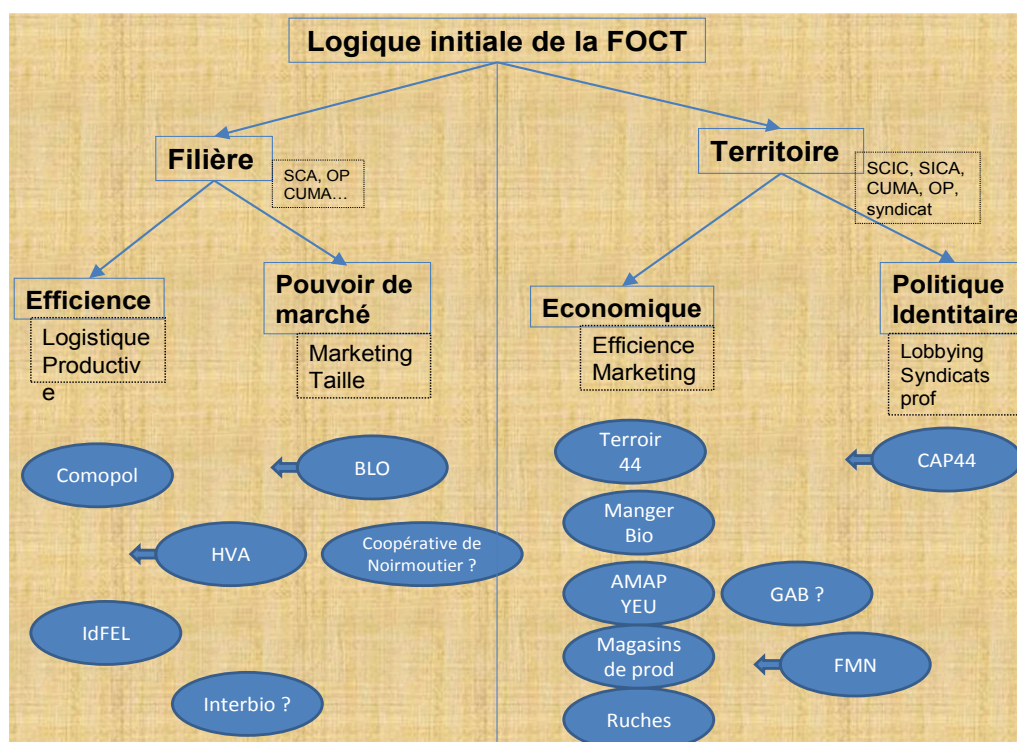 Logique initiale de la FOCT
Filière
SCA, OP
CUMA…
Territoire
SCIC, SICA,
CUMA, OP,
syndicat
Efficience
Logistique
Productiv
e
Pouvoir de
marché
Marketing
Taille
Economique
Efficience
Marketing
Politique
Identitaire
Lobbying
Syndicats
prof
Comopol
BLO
HVA
Coopérative de
Noirmoutier ?
IdFEL
Interbio ?
Terroir
44
CAP44
Manger
Bio
AMAP
YEU
GAB ?
Magasins
de prod
FMN
Ruches